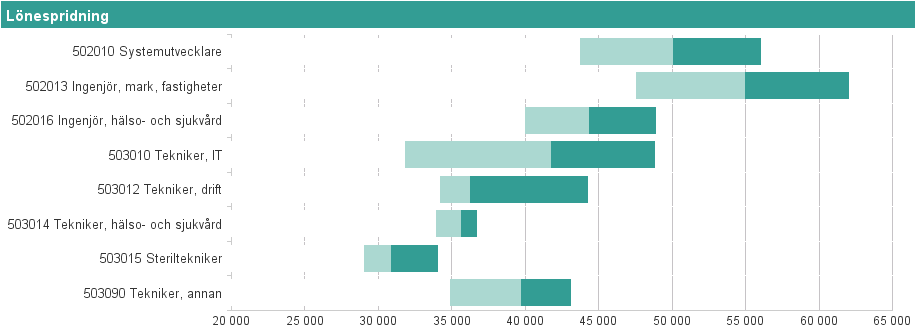 Lönespridning
502010 Systemutvecklare
502013 Ingenjör, mark, fastigheter
502016 Ingenjör, hälso- och sjukvård
503010 Tekniker, IT
503012 Tekniker, drift
503014 Tekniker, hälso- och sjukvård
503015 Steriltekniker
503090 Tekniker, annan
20 000 25 000 30 000 35 000 40 000 45 000 50 000 55 000 60 000 65 000